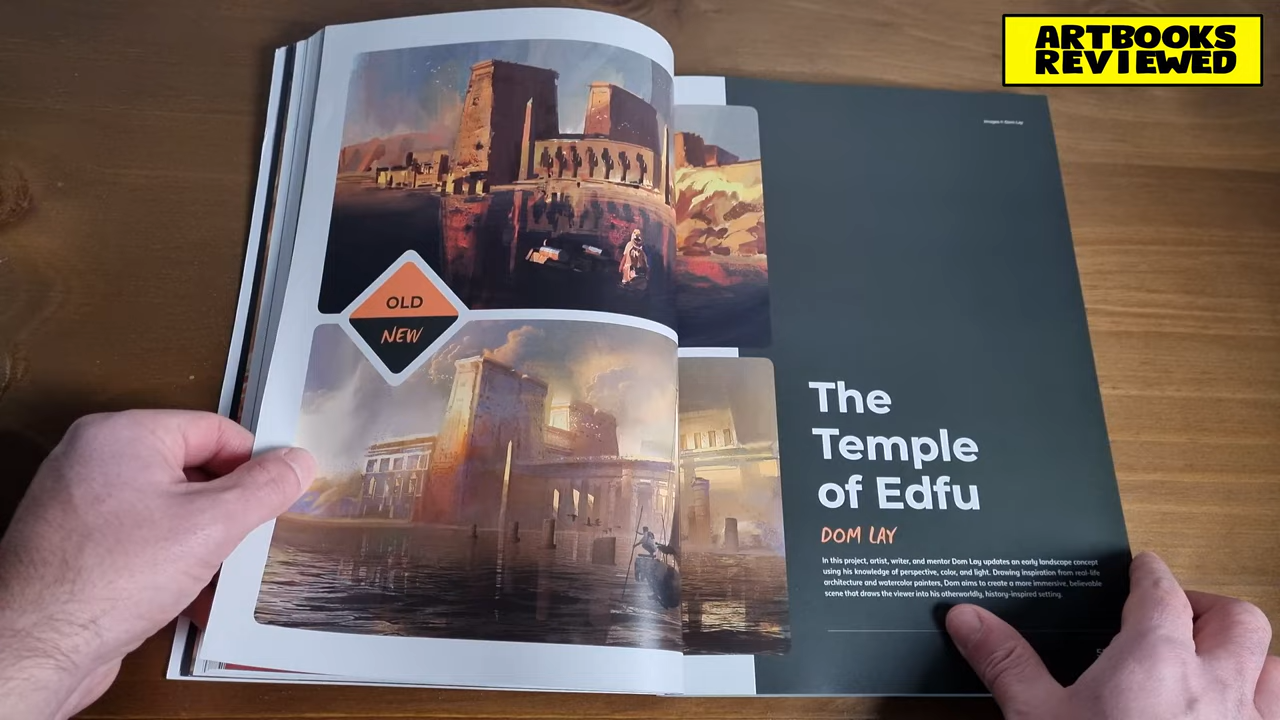 ARTBOOKS
REVIEWED
Images © Dom Lay
OLD
NEW
The
Temple
of Edfu
DOM LAY
In this project, artist, writer, and mentor Dom Lay updates an early landscape concept
using his knowledge of perspective, color, and light. Drawing inspiration from real-life
architecture and watercolor painters, Dom aims to create a more immersive, believable
scene that draws the viewer into his otherworldly, history-inspired setting.